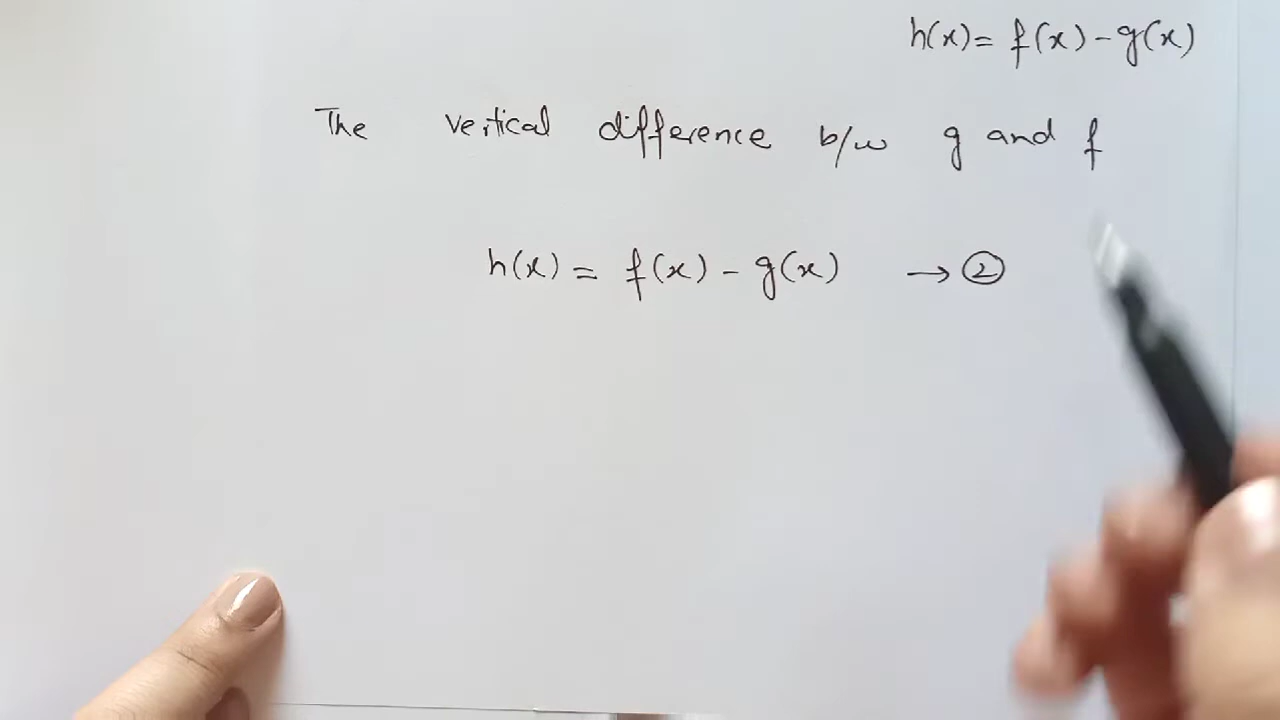 h(x) = f(x) - g(x)
The vertical difference b/w g and f
h(x) = f(x) - g(x) → ②